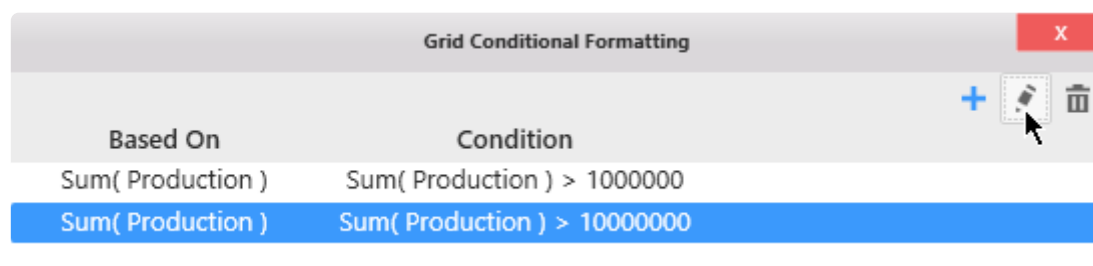 Grid Conditional Formatting
x
Based On Condition
Sum( Production ) Sum( Production ) > 1000000
Sum( Production ) Sum( Production ) > 10000000